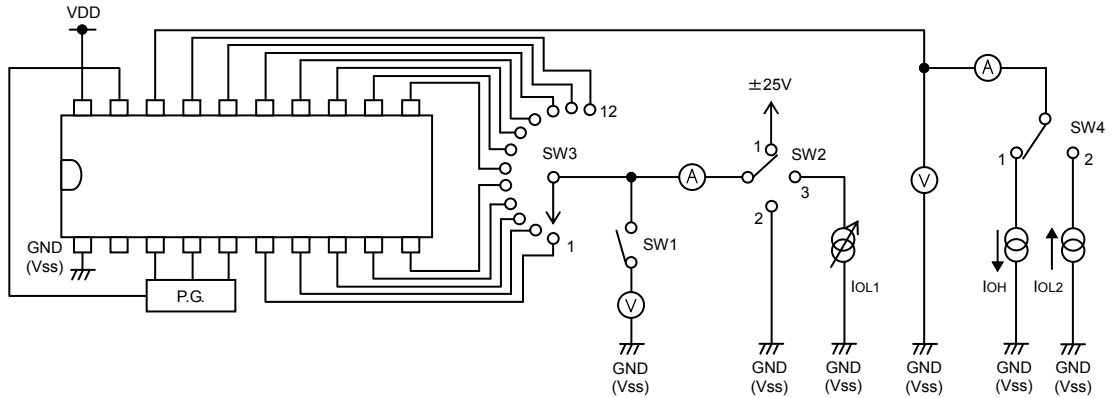 VDD
±25V
12
SW3
1
SW2
3
2
1
SW1
A
V
GND
(Vss)
P.G.
IOL1
A
V
SW4
1
2
IOH
IOL2
GND
(Vss)
GND
(Vss)
GND
(Vss)
GND
(Vss)
GND
(Vss)
GND
(Vss)